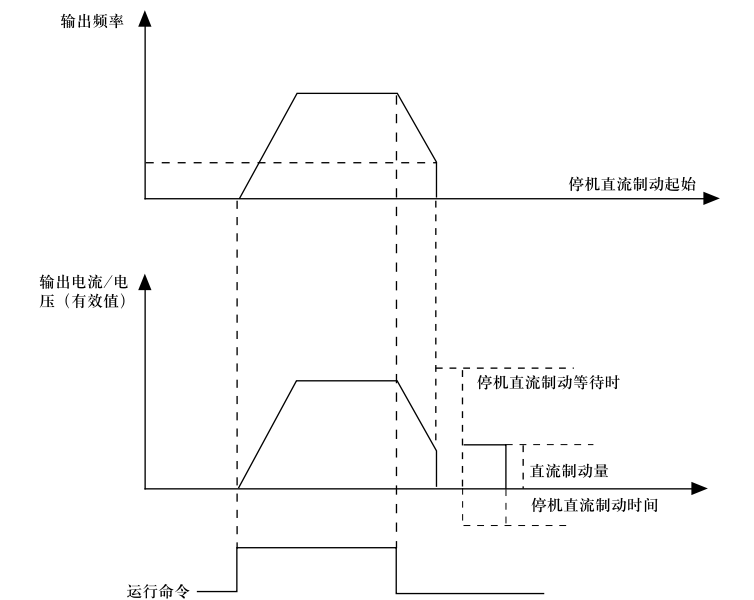 输出频率
停机直流制动起始
输出电流/电
压（有效值）
停机直流制动等待时
直流制动量
停机直流制动时间
运行命令